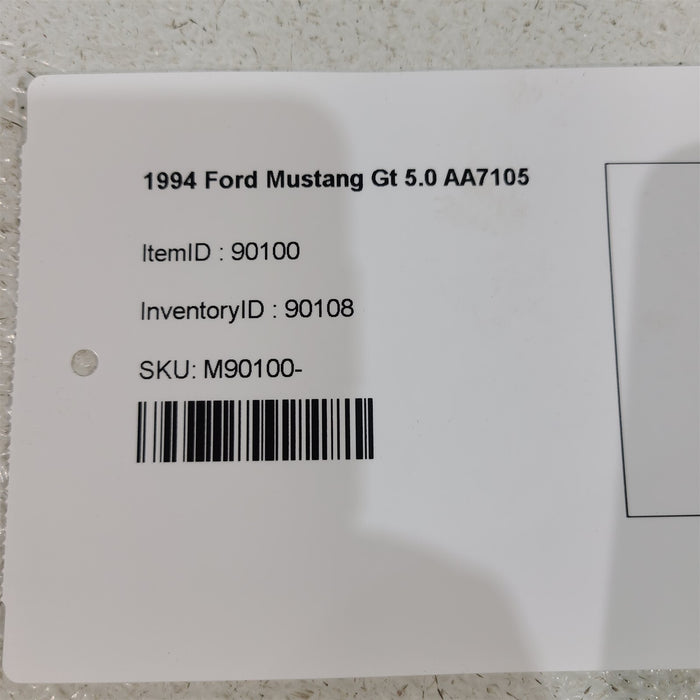 1994 Ford Mustang Gt 5.0 AA7105
ItemID : 90100
InventoryID : 90108
SKU: M90100-